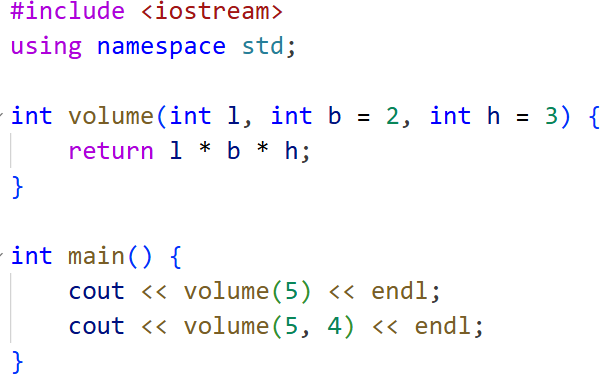 #include <iostream>
using namespace std;
int volume(int l, int b = 2, int h = 3) {
    return l * b * h;
}
int main() {
    cout << volume(5) << endl;
    cout << volume(5, 4) << endl;
}